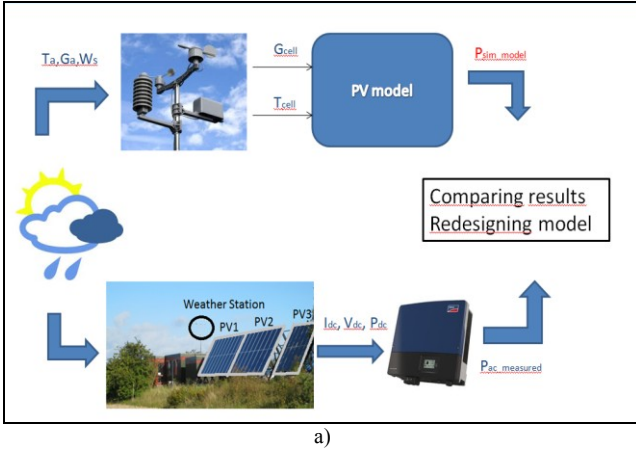 Ta,Ga,Ws
Gcell
Tcell
PV model
Psim_model
Comparing results
Redesigning model
Weather Station
PV1
PV2
PV3
Idc, Vdc, Pdc
Pac_measured
a)